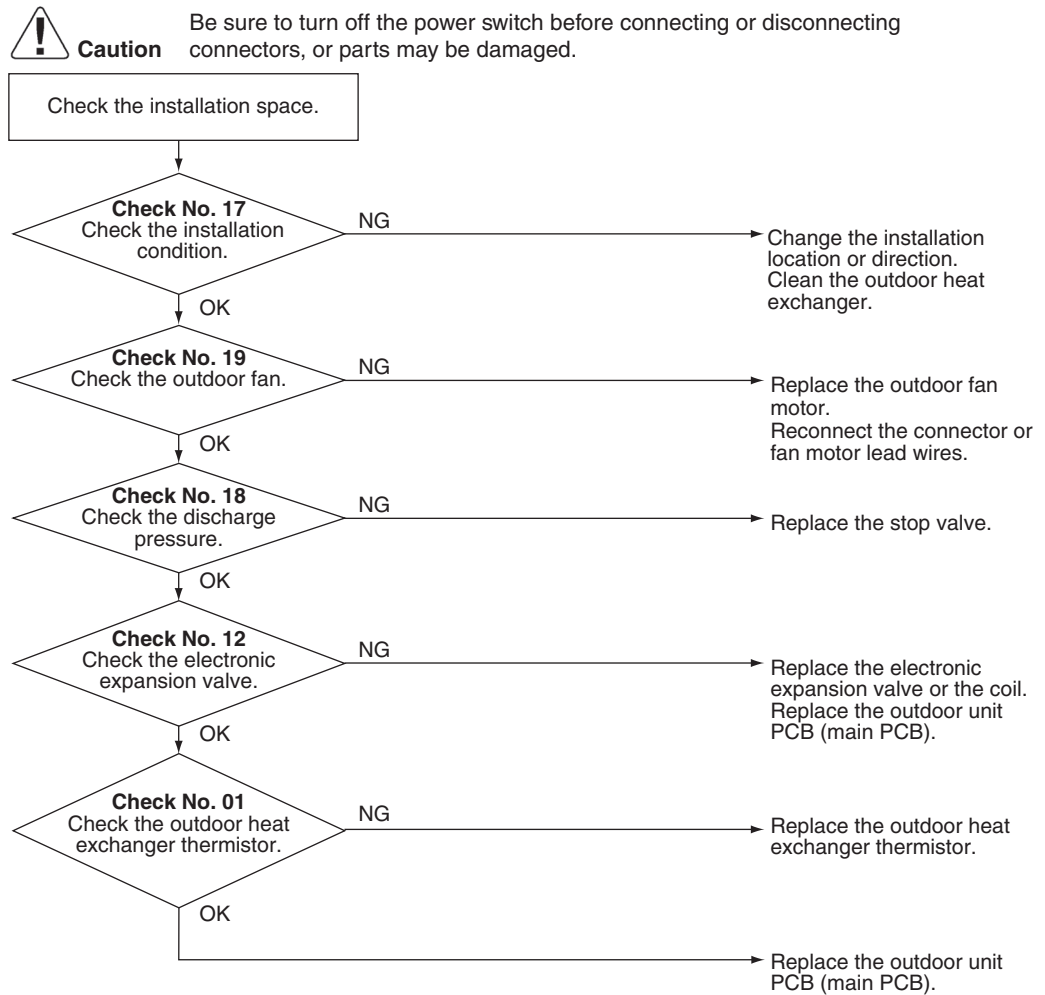 Be sure to turn off the power switch before connecting or disconnecting
Caution connectors, or parts may be damaged.
Check the installation space.
Check No. 17
Check the installation
condition.
NG
Change the installation
location or direction.
Clean the outdoor heat
exchanger.
OK
Check No. 19
Check the outdoor fan.
NG
Replace the outdoor fan
motor.
Reconnect the connector or
fan motor lead wires.
OK
Check No. 18
Check the discharge
pressure.
NG
Replace the stop valve.
OK
Check No. 12
Check the electronic
expansion valve.
NG
Replace the electronic
expansion valve or the coil.
Replace the outdoor unit
PCB (main PCB).
OK
Check No. 01
Check the outdoor heat
exchanger thermistor.
NG
Replace the outdoor heat
exchanger thermistor.
OK
Replace the outdoor unit
PCB (main PCB).